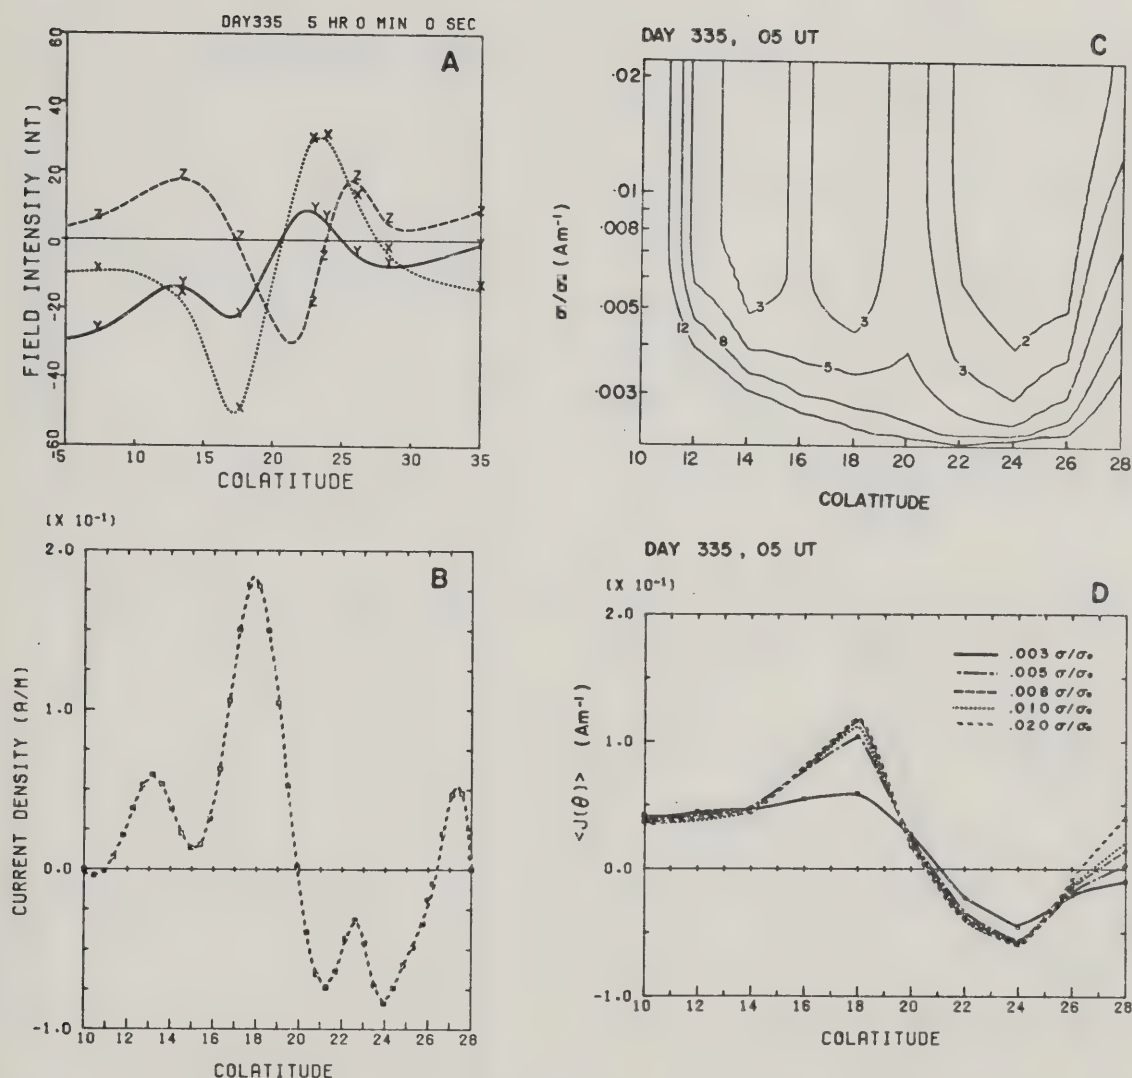 DAY335 5 HR 0 MIN 0 SEC
A
FIELD INTENSITY (NT)
60
40
20
0
-20
-40
-60
Z Z Z Z Z Z Z Z
X X X X X X X X
Y Y Y Y Y Y Y Y
5 10 15 20 25 30 35
COLATITUDE
DAY 335, 05 UT
C
σ/σ₀ (Am⁻¹)
.02
.01
.008
.005
.003
12 8 5 3 3 3 2
10 12 14 16 18 20 22 24 26 28
COLATITUDE
(X 10⁻¹)
B
CURRENT DENSITY (A/M)
2.0
1.0
0.0
-1.0
10 12 14 16 18 20 22 24 26 28
COLATITUDE
DAY 335, 05 UT
(X 10⁻¹)
D
<J(θ)> (Am⁻¹)
2.0
1.0
0.0
-1.0
.003 σ/σ₀
.005 σ/σ₀
.008 σ/σ₀
.010 σ/σ₀
.020 σ/σ₀
10 12 14 16 18 20 22 24 26 28
COLATITUDE